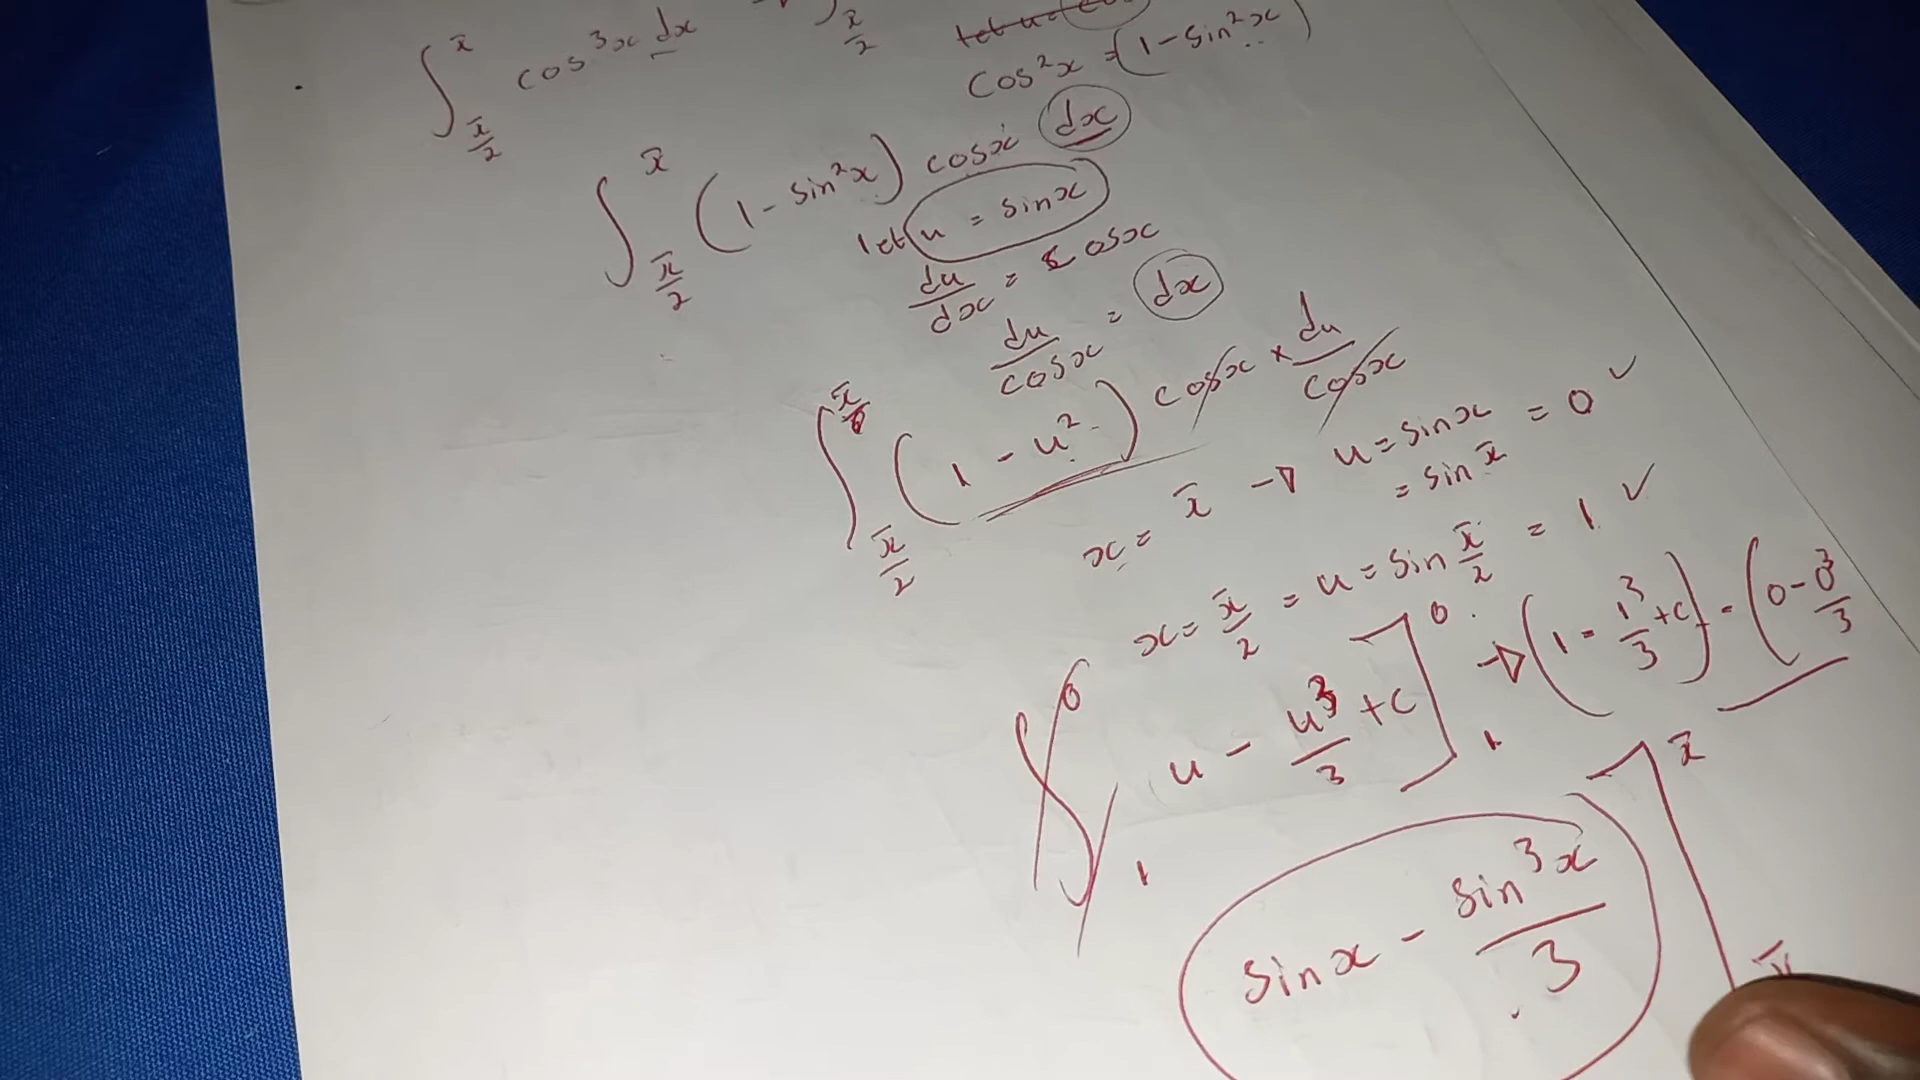 ∫_{π/2}^{π} cos³x dx
cos²x = (1 - sin²x)
∫_{π/2}^{π} (1 - sin²x) cosx dx
let u = sinx
du/dx = cosx
du/cosx = dx
∫_{π/2}^{π} (1 - u²) cosx × du/cosx
x = π → u = sinx = 0 ✓
= sin π
x = π/2 = u = sin π/2 = 1 ✓
u - u³/3 + c ]₁⁰ → (1 - 1³/3 + c) - (0 - 0³/3
sinx - sin³x/3 ]^π